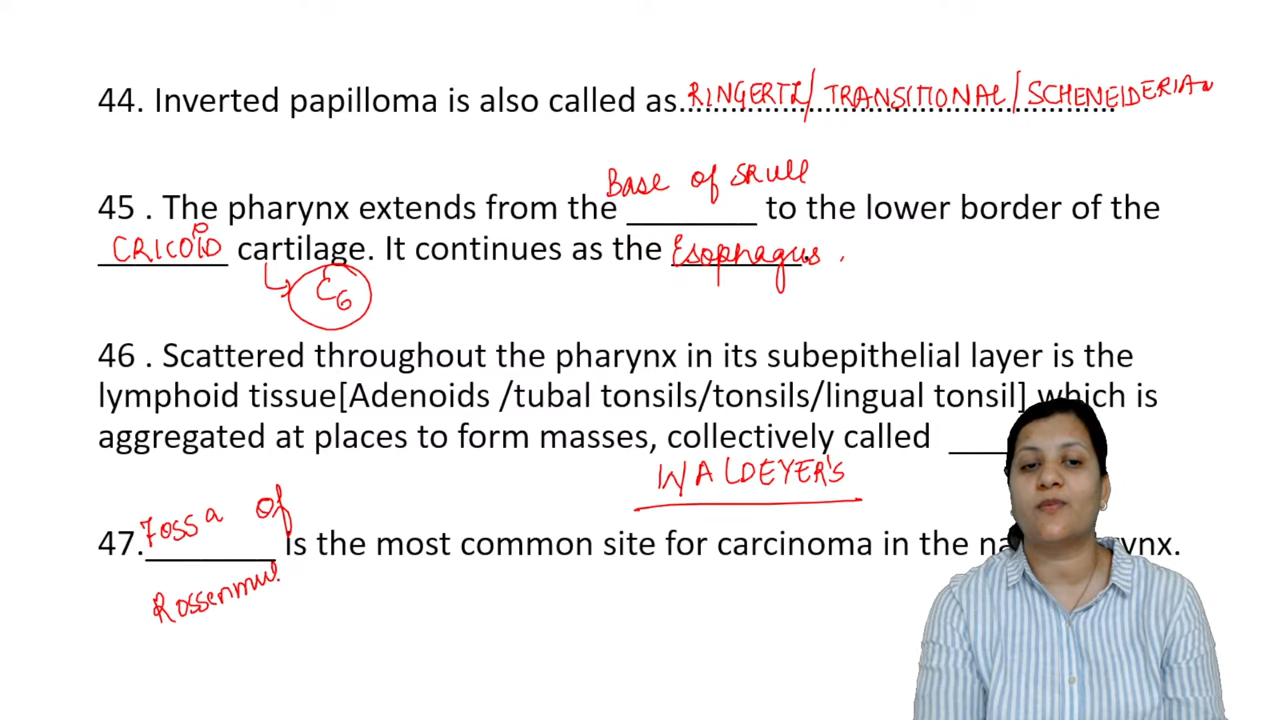 44. Inverted papilloma is also called as RINGERTZ/ TRANSITIONAL/ SCHENEIDERIAN
Base of SKull
45 . The pharynx extends from the ________ to the lower border of the
CRICOID cartilage. It continues as the Esophagus.
C6
46 . Scattered throughout the pharynx in its subepithelial layer is the
lymphoid tissue[Adenoids /tubal tonsils/tonsils/lingual tonsil] which is
aggregated at places to form masses, collectively called ____
WALDEYER'S
Fossa of
47.________ is the most common site for carcinoma in the na rynx.
Rossenmul